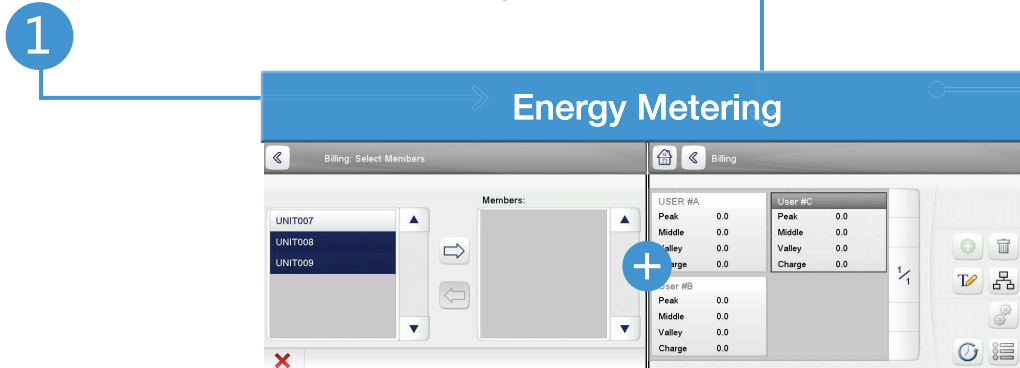 1
Energy Metering
Billing: Select Members
UNIT007
UNIT008
UNIT009
Members:
Billing
USER #A
Peak 0.0
Middle 0.0
Valley 0.0
Charge 0.0
User #C
Peak 0.0
Middle 0.0
Valley 0.0
Charge 0.0
User #B
Peak 0.0
Middle 0.0
Valley 0.0
Charge 0.0
1/1